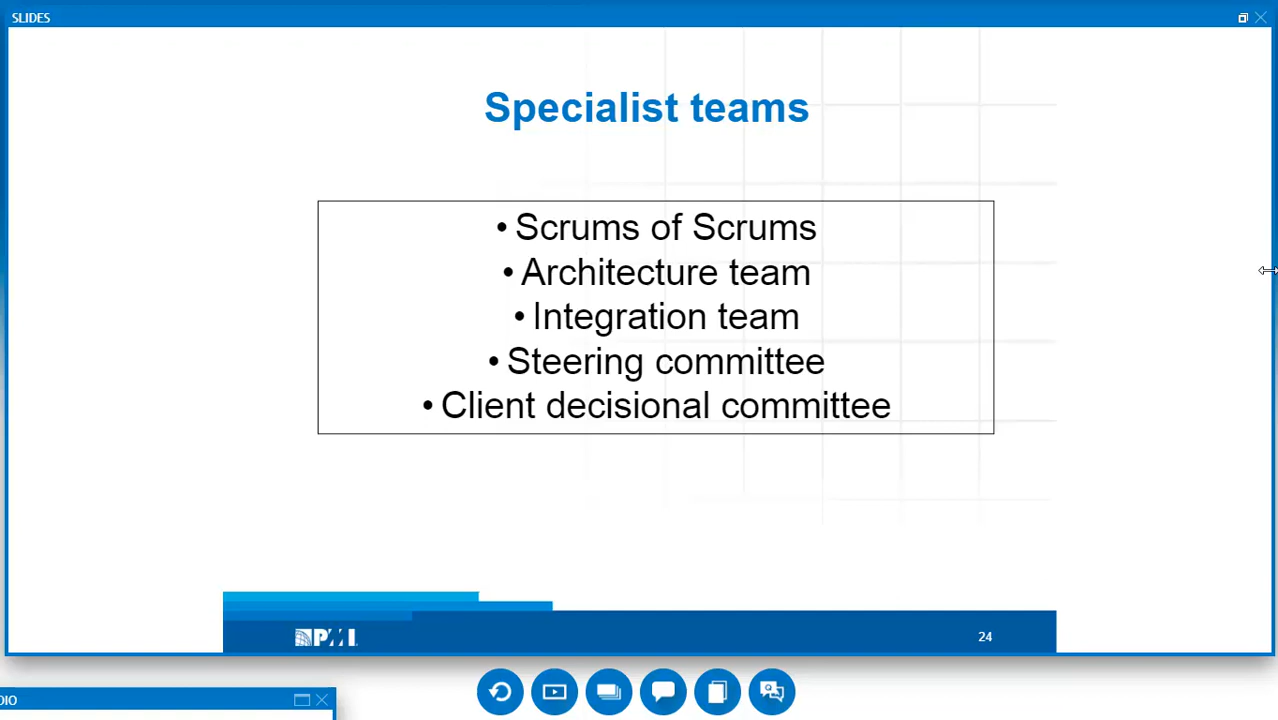 SLIDES
Specialist teams
• Scrums of Scrums
• Architecture team
• Integration team
• Steering committee
• Client decisional committee
PMI
24